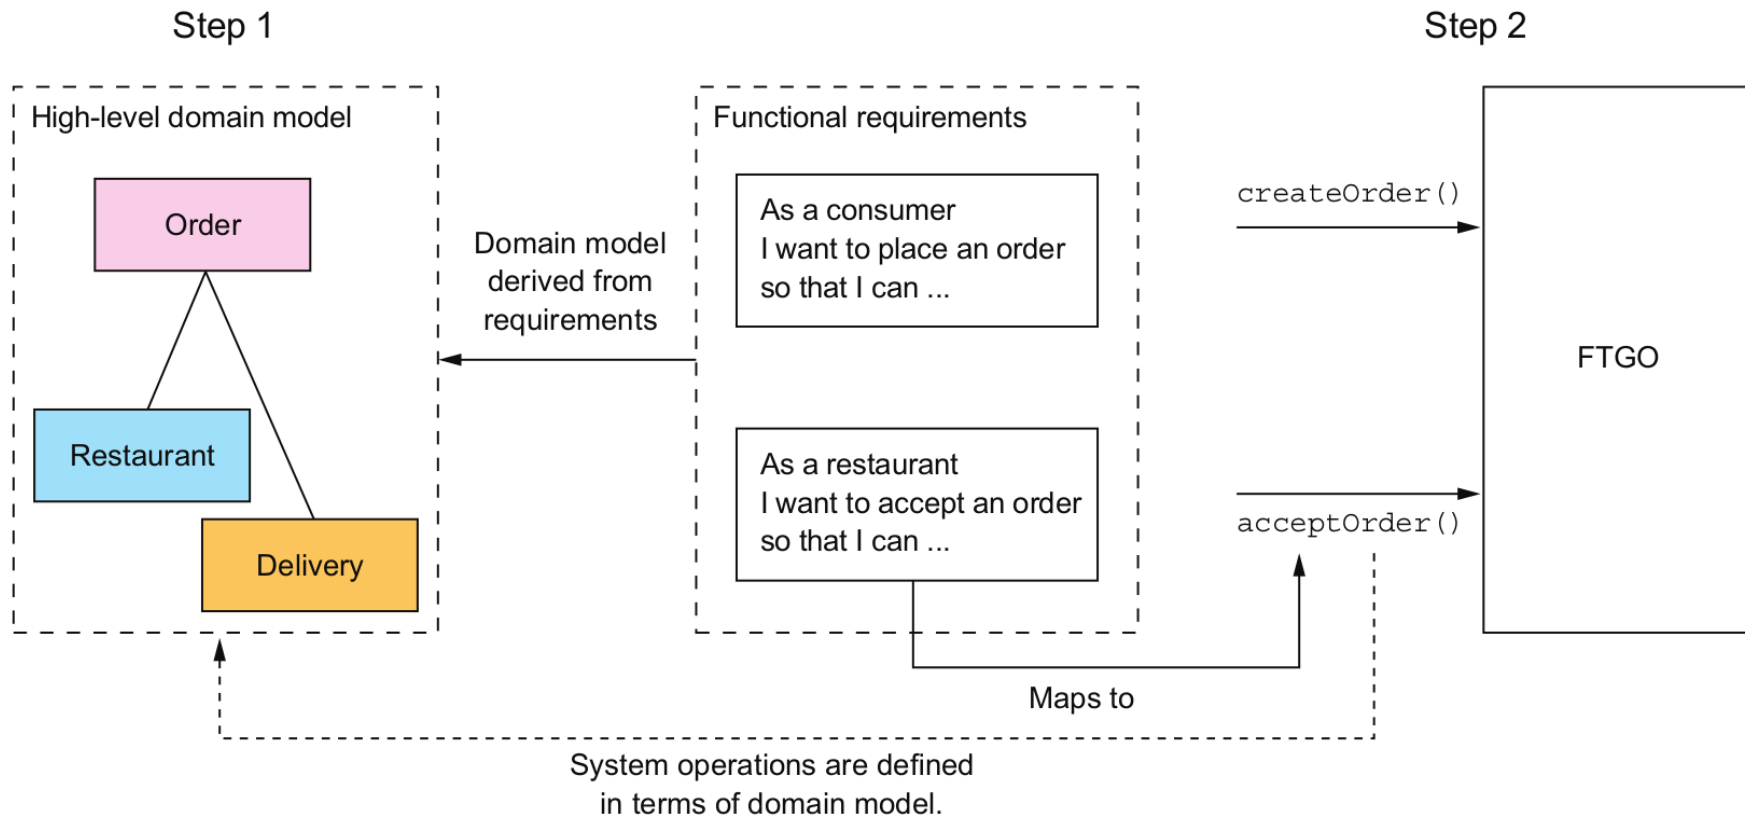 Step 1
Step 2
High-level domain model
Order
Restaurant
Delivery
Domain model
derived from
requirements
Functional requirements
As a consumer
I want to place an order
so that I can ...
As a restaurant
I want to accept an order
so that I can ...
createOrder()
acceptOrder()
FTGO
Maps to
System operations are defined
in terms of domain model.